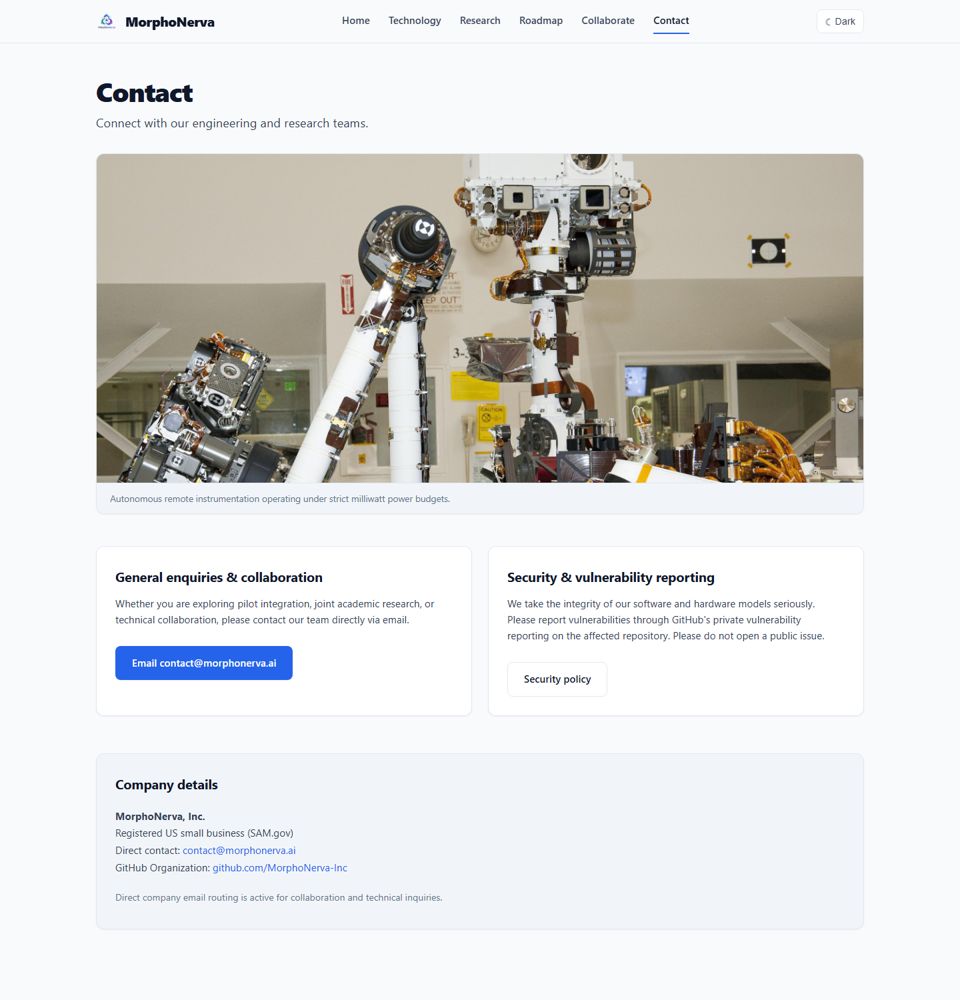 MorphoNerva
Home Technology Research Roadmap Collaborate Contact
Dark
Contact
Connect with our engineering and research teams.
EEP OUT"
3-
CAUTION
Autonomous remote instrumentation operating under strict milliwatt power budgets.
General enquiries & collaboration
Whether you are exploring pilot integration, joint academic research, or
technical collaboration, please contact our team directly via email.
Email contact@morphonerva.ai
Security & vulnerability reporting
We take the integrity of our software and hardware models seriously.
Please report vulnerabilities through GitHub's private vulnerability
reporting on the affected repository. Please do not open a public issue.
Security policy
Company details
MorphoNerva, Inc.
Registered US small business (SAM.gov)
Direct contact: contact@morphonerva.ai
GitHub Organization: github.com/MorphoNerva-Inc
Direct company email routing is active for collaboration and technical inquiries.